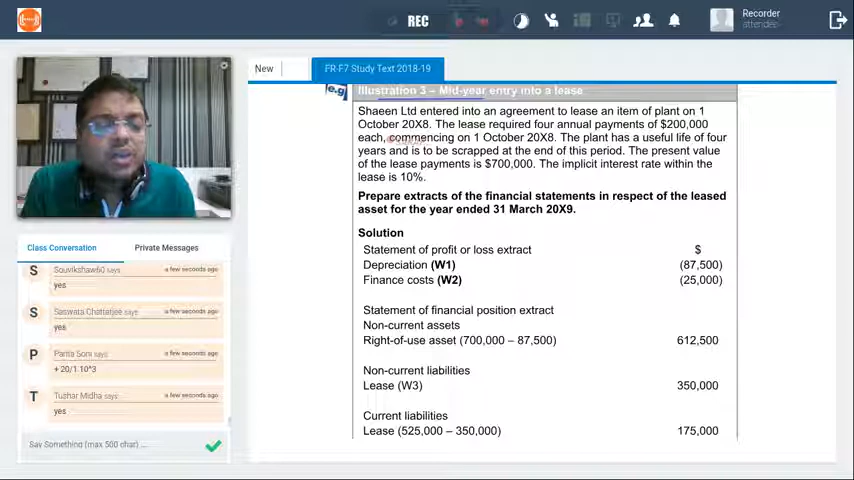 REC
Recorder
attendee
New
FR-F7 Study Text 2018-19
e.g
Illustration 3 – Mid-year entry into a lease
Shaeen Ltd entered into an agreement to lease an item of plant on 1
October 20X8. The lease required four annual payments of $200,000
each, commencing on 1 October 20X8. The plant has a useful life of four
years and is to be scrapped at the end of this period. The present value
of the lease payments is $700,000. The implicit interest rate within the
lease is 10%.
Prepare extracts of the financial statements in respect of the leased
asset for the year ended 31 March 20X9.
Solution
Statement of profit or loss extract $
Depreciation (W1) (87,500)
Finance costs (W2) (25,000)
Statement of financial position extract
Non-current assets
Right-of-use asset (700,000 – 87,500) 612,500
Non-current liabilities
Lease (W3) 350,000
Current liabilities
Lease (525,000 – 350,000) 175,000
Class Conversation Private Messages
S Souvikshaw60 says a few seconds ago
yes
S Saswata Chattatjee says: a few seconds ago
yes
P Parita Soni says: a few seconds ago
+ 20/1.10^3
T Tushar Midha says: a few seconds ago
yes
Say Something (max 500 char) ...